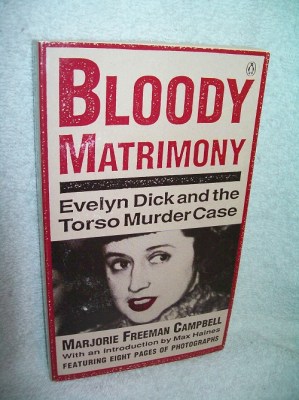 BLOODY
MATRIMONY
Evelyn Dick and the
Torso Murder Case
MARJORIE FREEMAN CAMPBELL
With an introduction by Max Haines
FEATURING EIGHT PAGES OF PHOTOGRAPHS